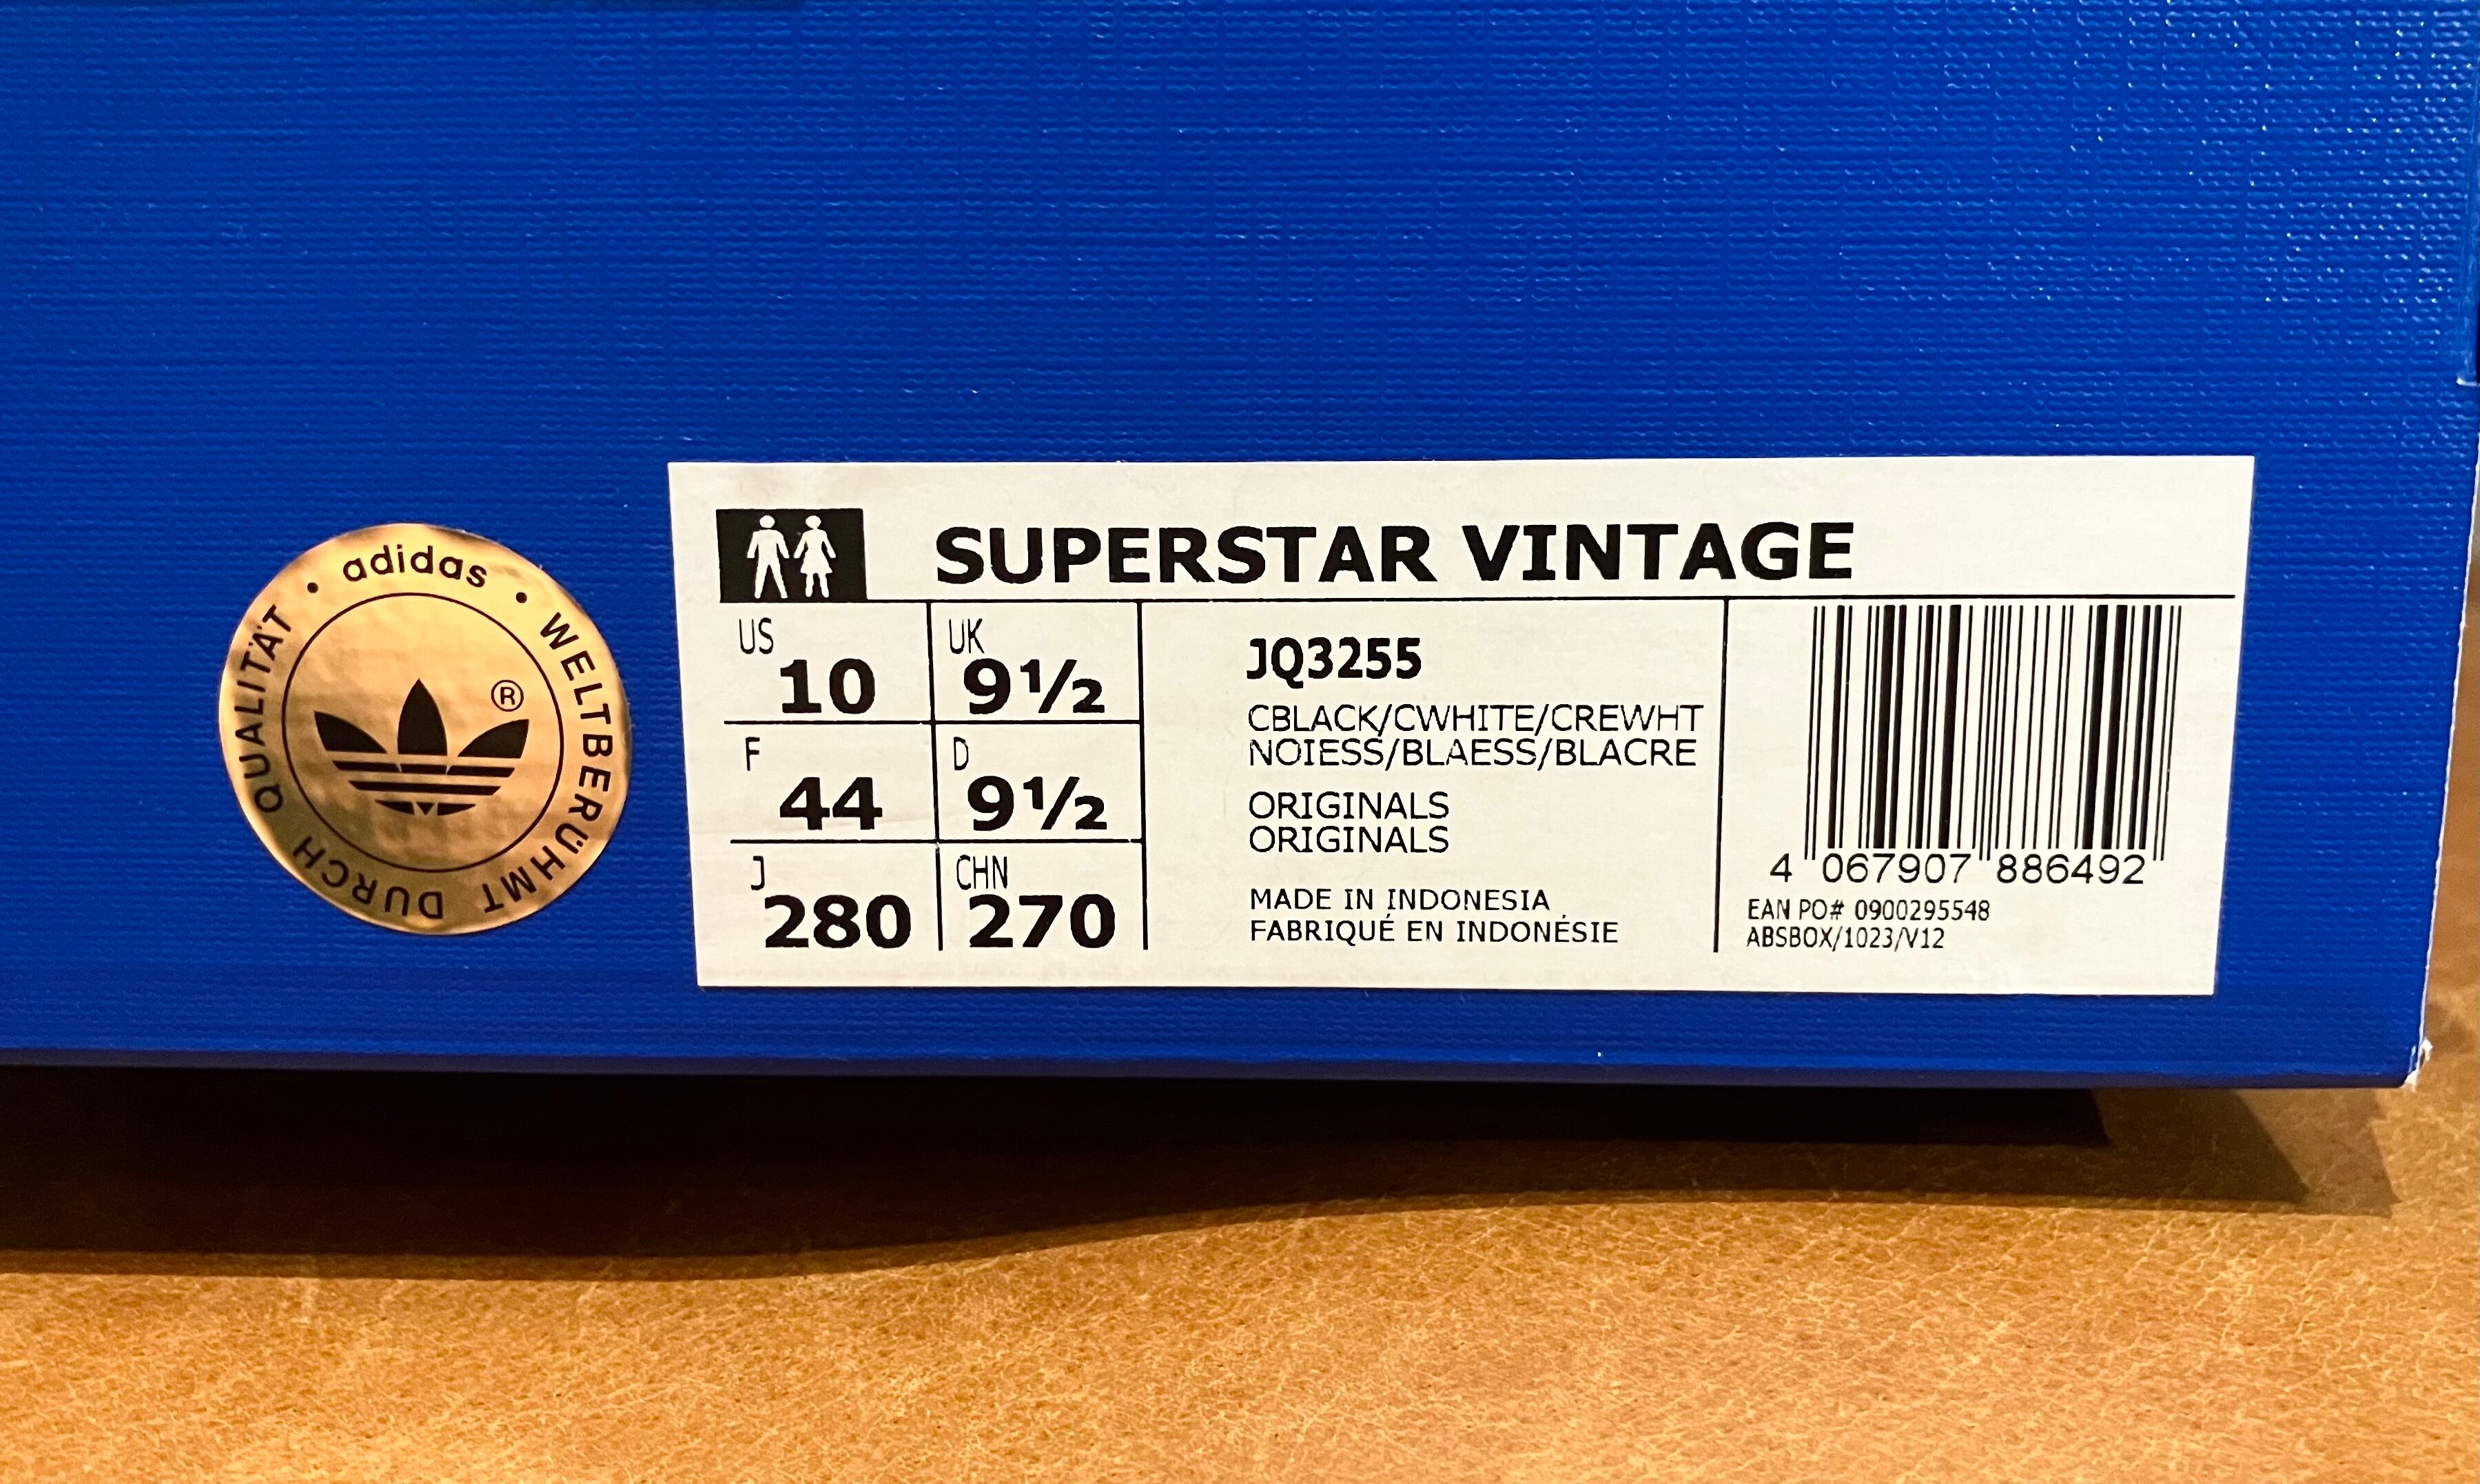 adidas • WELTBERÜHMT DURCH QUALITÄT •
®
SUPERSTAR VINTAGE
US 10
UK 9½
F 44
D 9½
J 280
CHN 270
JQ3255
CBLACK/CWHITE/CREWHT
NOIESS/BLAESS/BLACRE
ORIGINALS
ORIGINALS
MADE IN INDONESIA
FABRIQUÉ EN INDONÉSIE
4 067907 886492
EAN PO# 0900295548
ABSBOX/1023/V12